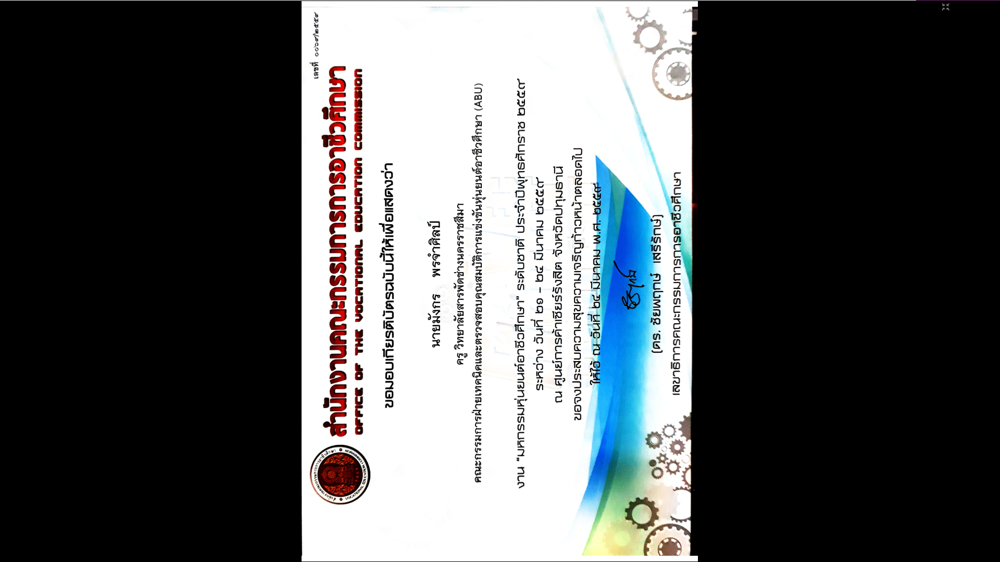 เลขที่ ๐๐๖๙/๒๕๕๙
สำนักงานคณะกรรมการการอาชีวศึกษา
OFFICE OF THE VOCATIONAL EDUCATION COMMISSION
ขอมอบเกียรติบัตรฉบับนี้ให้เพื่อแสดงว่า
นายมังกร พรจำศิลป์
ครู วิทยาลัยสารพัดช่างนครราชสีมา
คณะกรรมการฝ่ายเทคนิคและตรวจสอบคุณสมบัติการแข่งขันหุ่นยนต์อาชีวศึกษา (ABU)
งาน “มหกรรมหุ่นยนต์อาชีวศึกษา” ระดับชาติ ประจำปีพุทธศักราช ๒๕๕๙
ระหว่าง วันที่ ๒๑ - ๒๔ มีนาคม ๒๕๕๙
ณ ศูนย์การค้าเซียร์รังสิต จังหวัดปทุมธานี
ขอจงประสบความสุขความเจริญก้าวหน้าตลอดไป
ให้ไว้ ณ วันที่ ๒๔ มีนาคม พ.ศ. ๒๕๕๙
(ดร. ชัยพฤกษ์ เสรีรักษ์)
เลขาธิการคณะกรรมการการอาชีวศึกษา